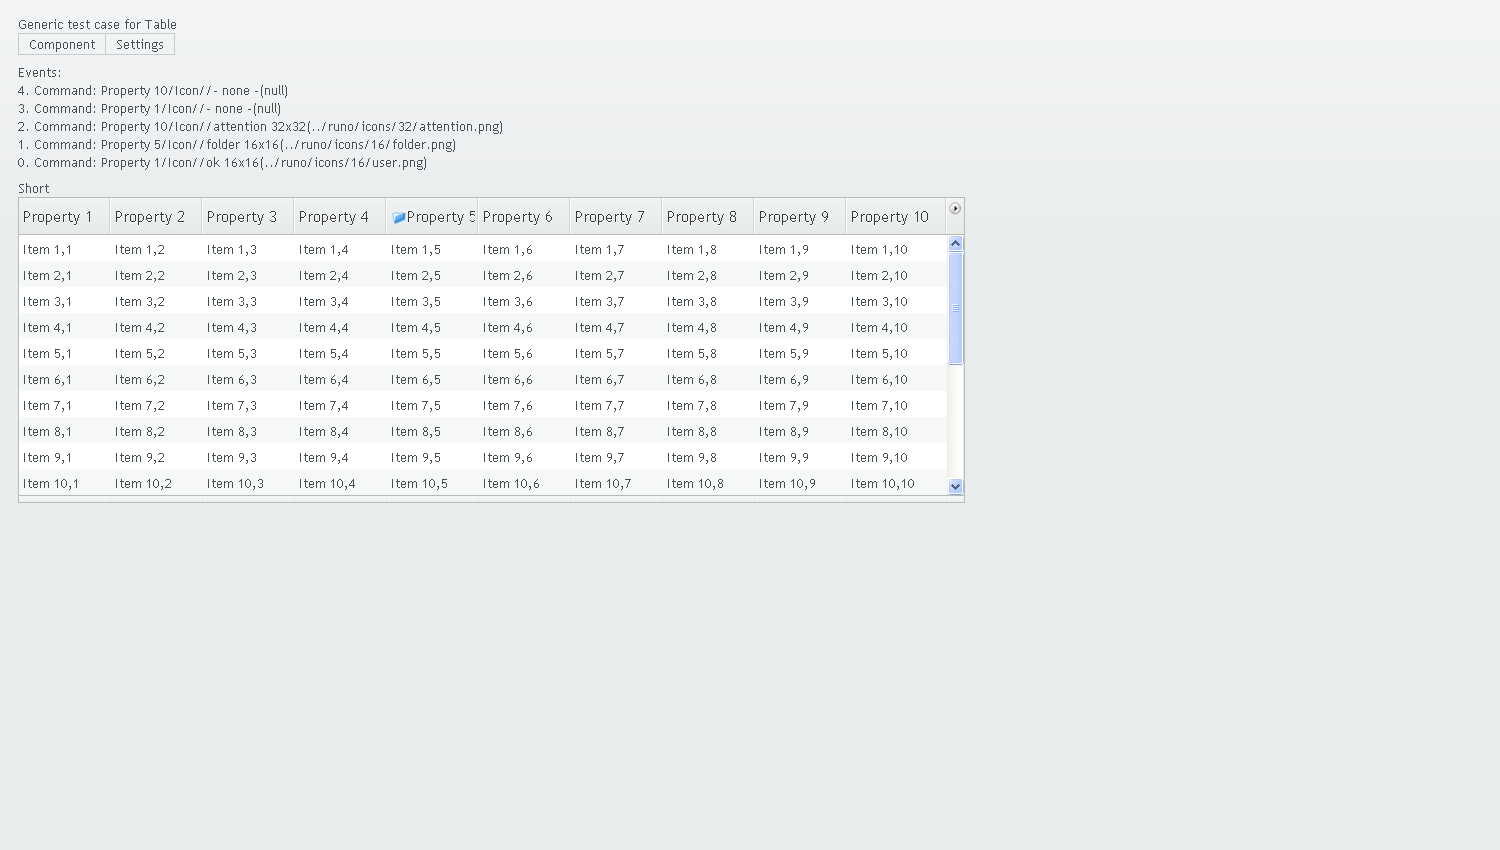 Generic test case for Table
Component Settings
Events:
4. Command: Property 10/Icon//- none -(null)
3. Command: Property 1/Icon//- none -(null)
2. Command: Property 10/Icon//attention 32x32(../runo/icons/32/attention.png)
1. Command: Property 5/Icon//folder 16x16(../runo/icons/16/folder.png)
0. Command: Property 1/Icon//ok 16x16(../runo/icons/16/user.png)
Short
Property 1 Property 2 Property 3 Property 4 Property 5 Property 6 Property 7 Property 8 Property 9 Property 10
Item 1,1 Item 1,2 Item 1,3 Item 1,4 Item 1,5 Item 1,6 Item 1,7 Item 1,8 Item 1,9 Item 1,10
Item 2,1 Item 2,2 Item 2,3 Item 2,4 Item 2,5 Item 2,6 Item 2,7 Item 2,8 Item 2,9 Item 2,10
Item 3,1 Item 3,2 Item 3,3 Item 3,4 Item 3,5 Item 3,6 Item 3,7 Item 3,8 Item 3,9 Item 3,10
Item 4,1 Item 4,2 Item 4,3 Item 4,4 Item 4,5 Item 4,6 Item 4,7 Item 4,8 Item 4,9 Item 4,10
Item 5,1 Item 5,2 Item 5,3 Item 5,4 Item 5,5 Item 5,6 Item 5,7 Item 5,8 Item 5,9 Item 5,10
Item 6,1 Item 6,2 Item 6,3 Item 6,4 Item 6,5 Item 6,6 Item 6,7 Item 6,8 Item 6,9 Item 6,10
Item 7,1 Item 7,2 Item 7,3 Item 7,4 Item 7,5 Item 7,6 Item 7,7 Item 7,8 Item 7,9 Item 7,10
Item 8,1 Item 8,2 Item 8,3 Item 8,4 Item 8,5 Item 8,6 Item 8,7 Item 8,8 Item 8,9 Item 8,10
Item 9,1 Item 9,2 Item 9,3 Item 9,4 Item 9,5 Item 9,6 Item 9,7 Item 9,8 Item 9,9 Item 9,10
Item 10,1 Item 10,2 Item 10,3 Item 10,4 Item 10,5 Item 10,6 Item 10,7 Item 10,8 Item 10,9 Item 10,10